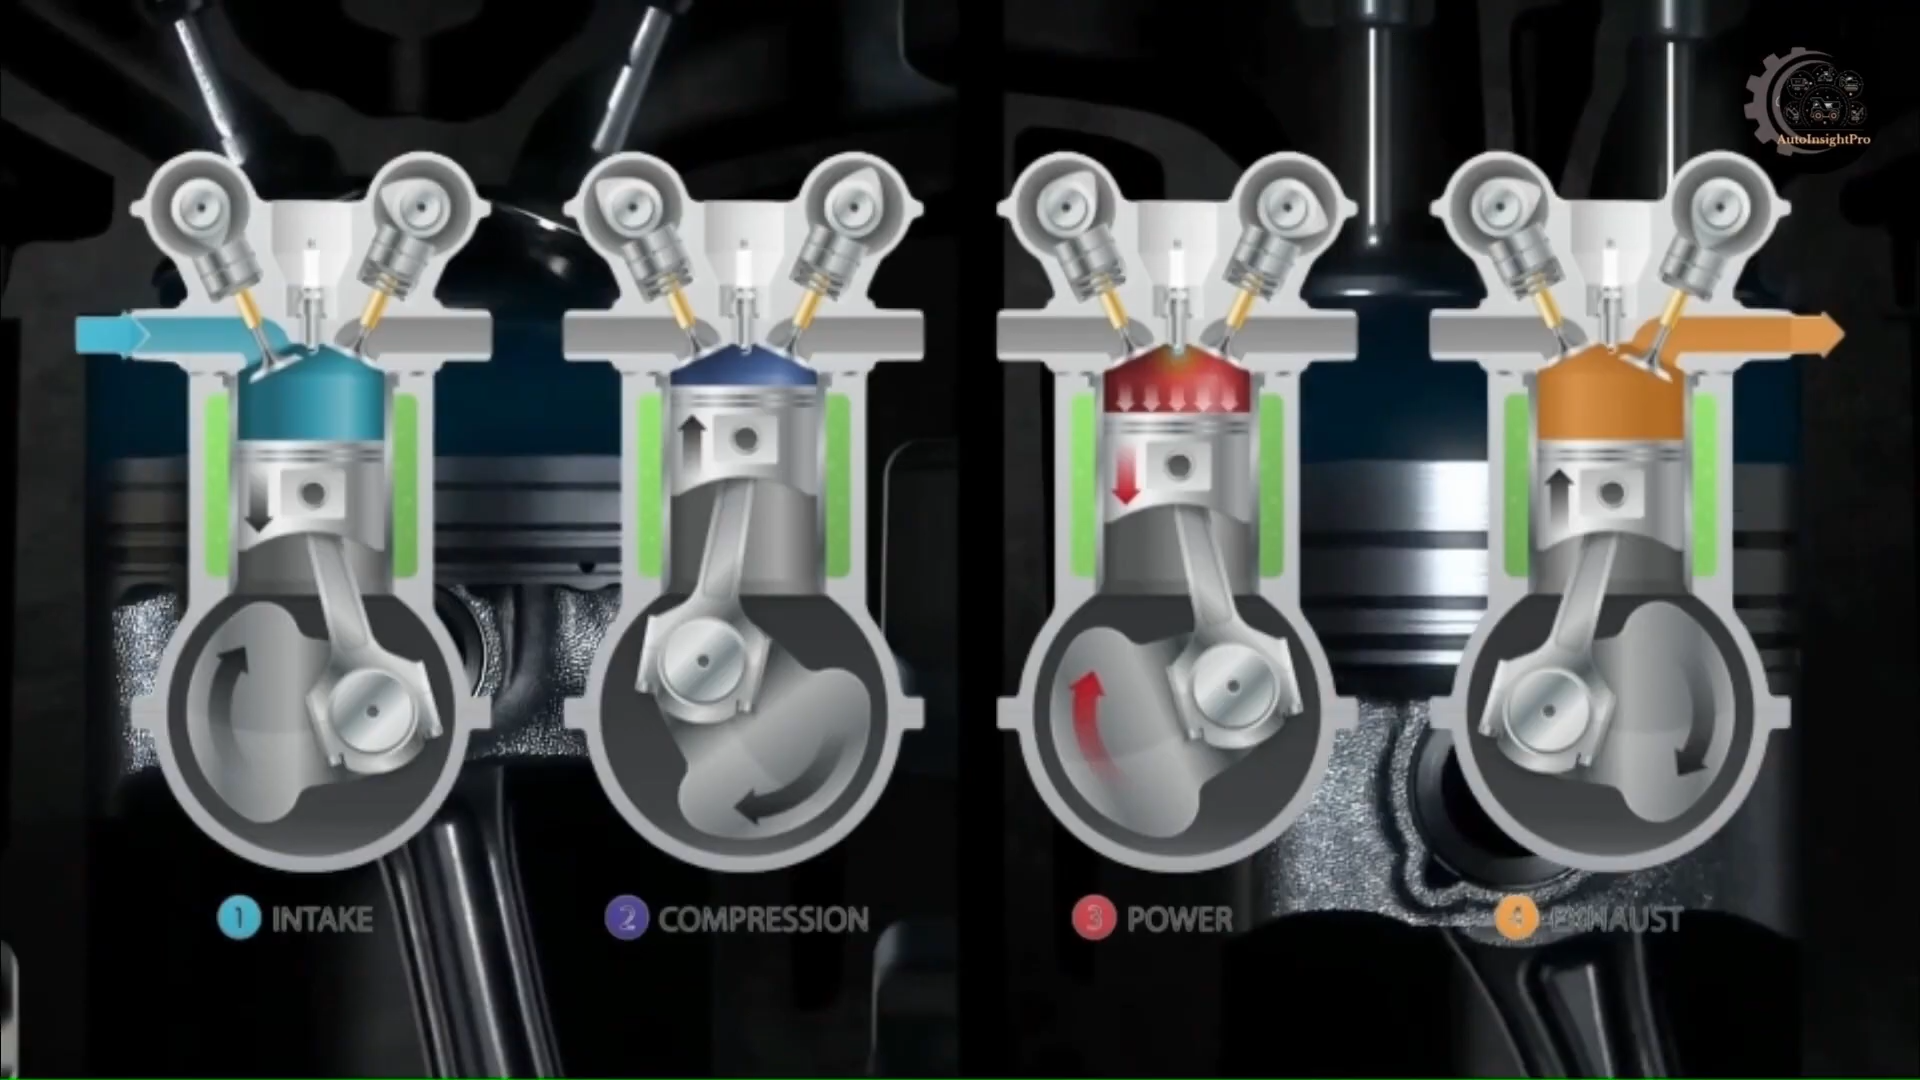 AutoInsightPro
1 INTAKE
2 COMPRESSION
3 POWER
4 EXHAUST